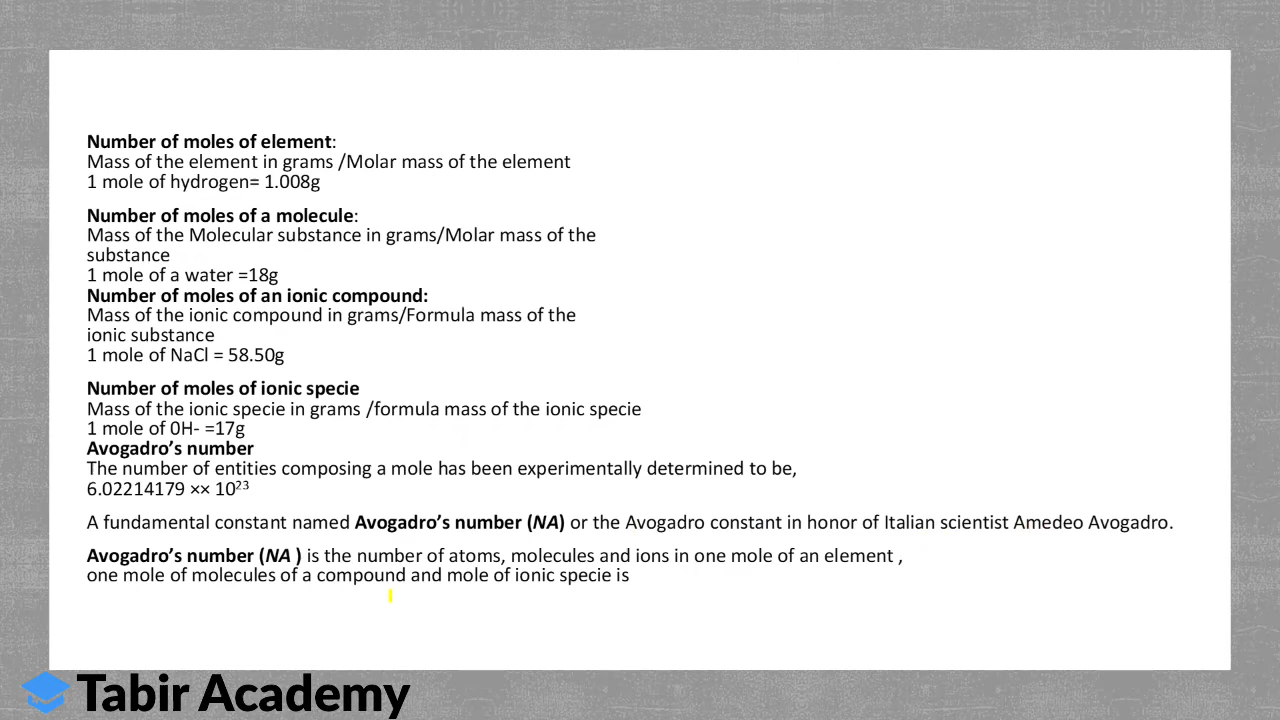 Number of moles of element:
Mass of the element in grams /Molar mass of the element
1 mole of hydrogen= 1.008g
Number of moles of a molecule:
Mass of the Molecular substance in grams/Molar mass of the
substance
1 mole of a water =18g
Number of moles of an ionic compound:
Mass of the ionic compound in grams/Formula mass of the
ionic substance
1 mole of NaCl = 58.50g
Number of moles of ionic specie
Mass of the ionic specie in grams /formula mass of the ionic specie
1 mole of 0H- =17g
Avogadro’s number
The number of entities composing a mole has been experimentally determined to be,
6.02214179 ×× 10²³
A fundamental constant named Avogadro’s number (NA) or the Avogadro constant in honor of Italian scientist Amedeo Avogadro.
Avogadro’s number (NA ) is the number of atoms, molecules and ions in one mole of an element ,
one mole of molecules of a compound and mole of ionic specie is
Tabir Academy